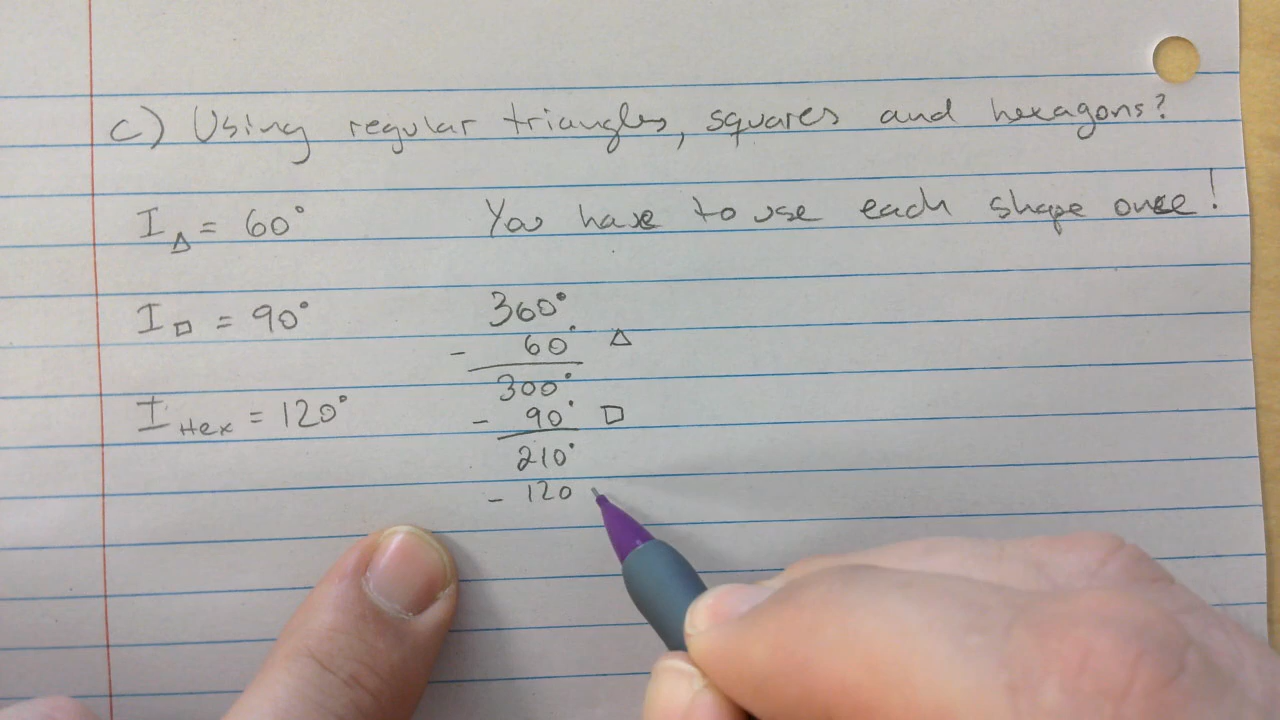 c) Using regular triangles, squares and hexagons?
I△ = 60° You have to use each shape once!
I□ = 90° 360°
- 60° △
300°
I Hex = 120° - 90° □
210°
- 120